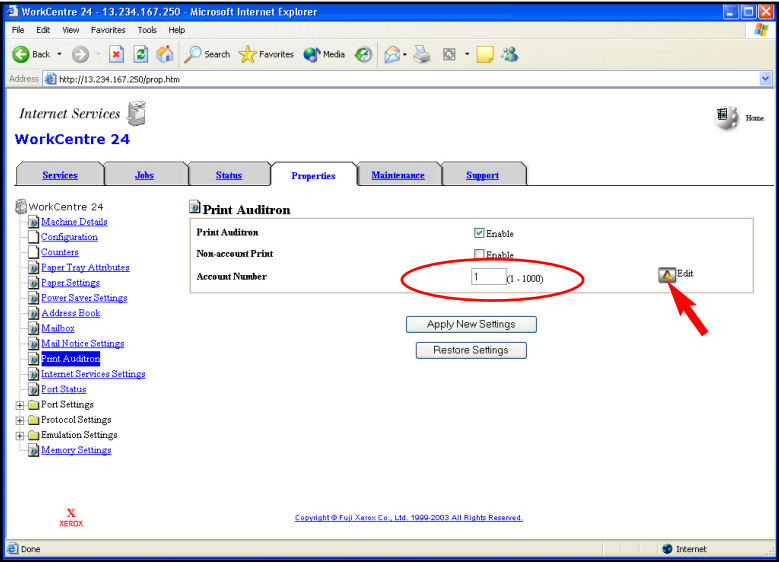 WorkCentre 24 - 13.234.167.250 - Microsoft Internet Explorer
File Edit View Favorites Tools Help
Back Search Favorites Media
Address http://13.234.167.250/prop.htm
Internet Services
Home
WorkCentre 24
Services Jobs Status Properties Maintenance Support
WorkCentre 24
Machine Details
Configuration
Counters
Paper Tray Attributes
Paper Settings
Power Saver Settings
Address Book
Mailbox
Mail Notice Settings
Print Auditron
Internet Services Settings
Port Status
Port Settings
Protocol Settings
Emulation Settings
Memory Settings
Print Auditron
Print Auditron Enable
Non-account Print Enable
Account Number 1 (1 - 1000) Edit
Apply New Settings
Restore Settings
X
XEROX
Copyright © Fuji Xerox Co., Ltd. 1999-2003 All Rights Reserved.
Done Internet